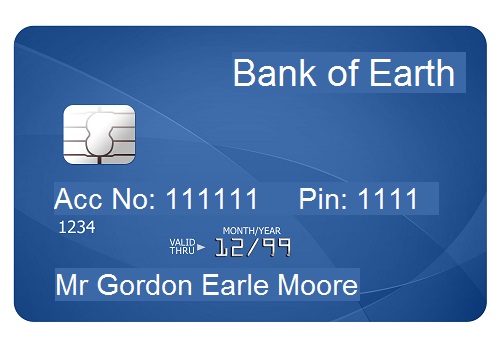 Bank of Earth
Acc No: 111111 Pin: 1111
1234
MONTH/YEAR
VALID THRU 12/99
Mr Gordon Earle Moore